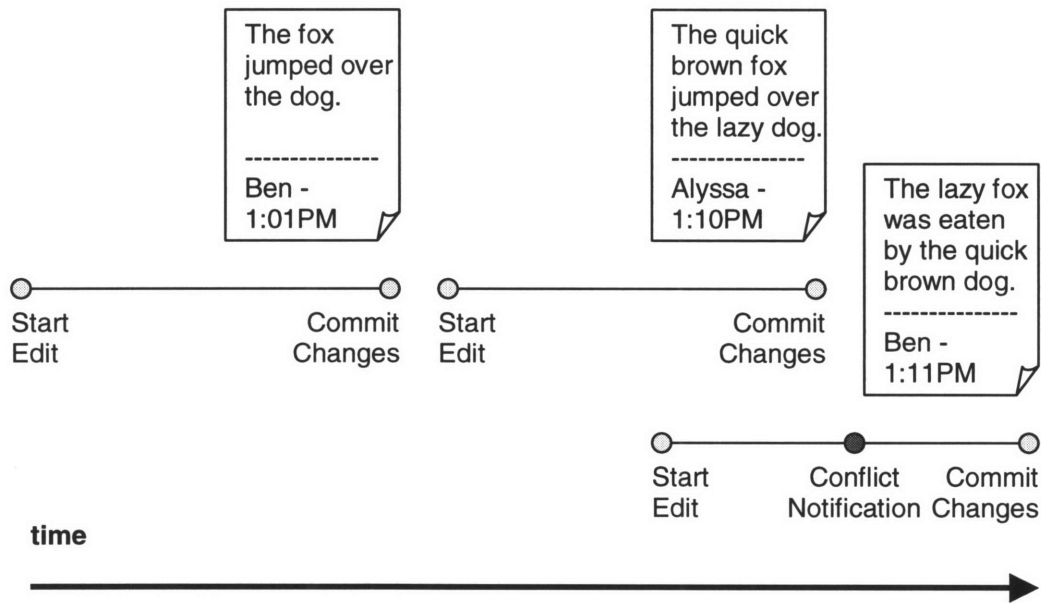 The fox
jumped over
the dog.
---------------
Ben -
1:01PM
The quick
brown fox
jumped over
the lazy dog.
---------------
Alyssa -
1:10PM
The lazy fox
was eaten
by the quick
brown dog.
---------------
Ben -
1:11PM
Start
Edit
Commit
Changes
Start
Edit
Commit
Changes
Start
Edit
Conflict
Notification
Commit
Changes
time